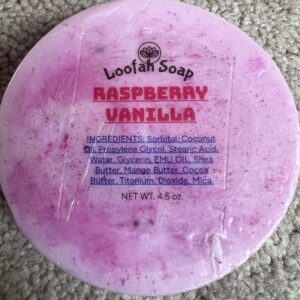 Loofah Soap
RASPBERRY
VANILLA
INGREDIENTS: Sorbital, Coconut
Oil, Propylene Glycol, Stearic Acid,
Water, Glycerin, EMU OIL, Shea
Butter, Mango Butter, Cocoa
Butter, Titanium, Dioxide, Mica.
NET WT. 4.5 oz.